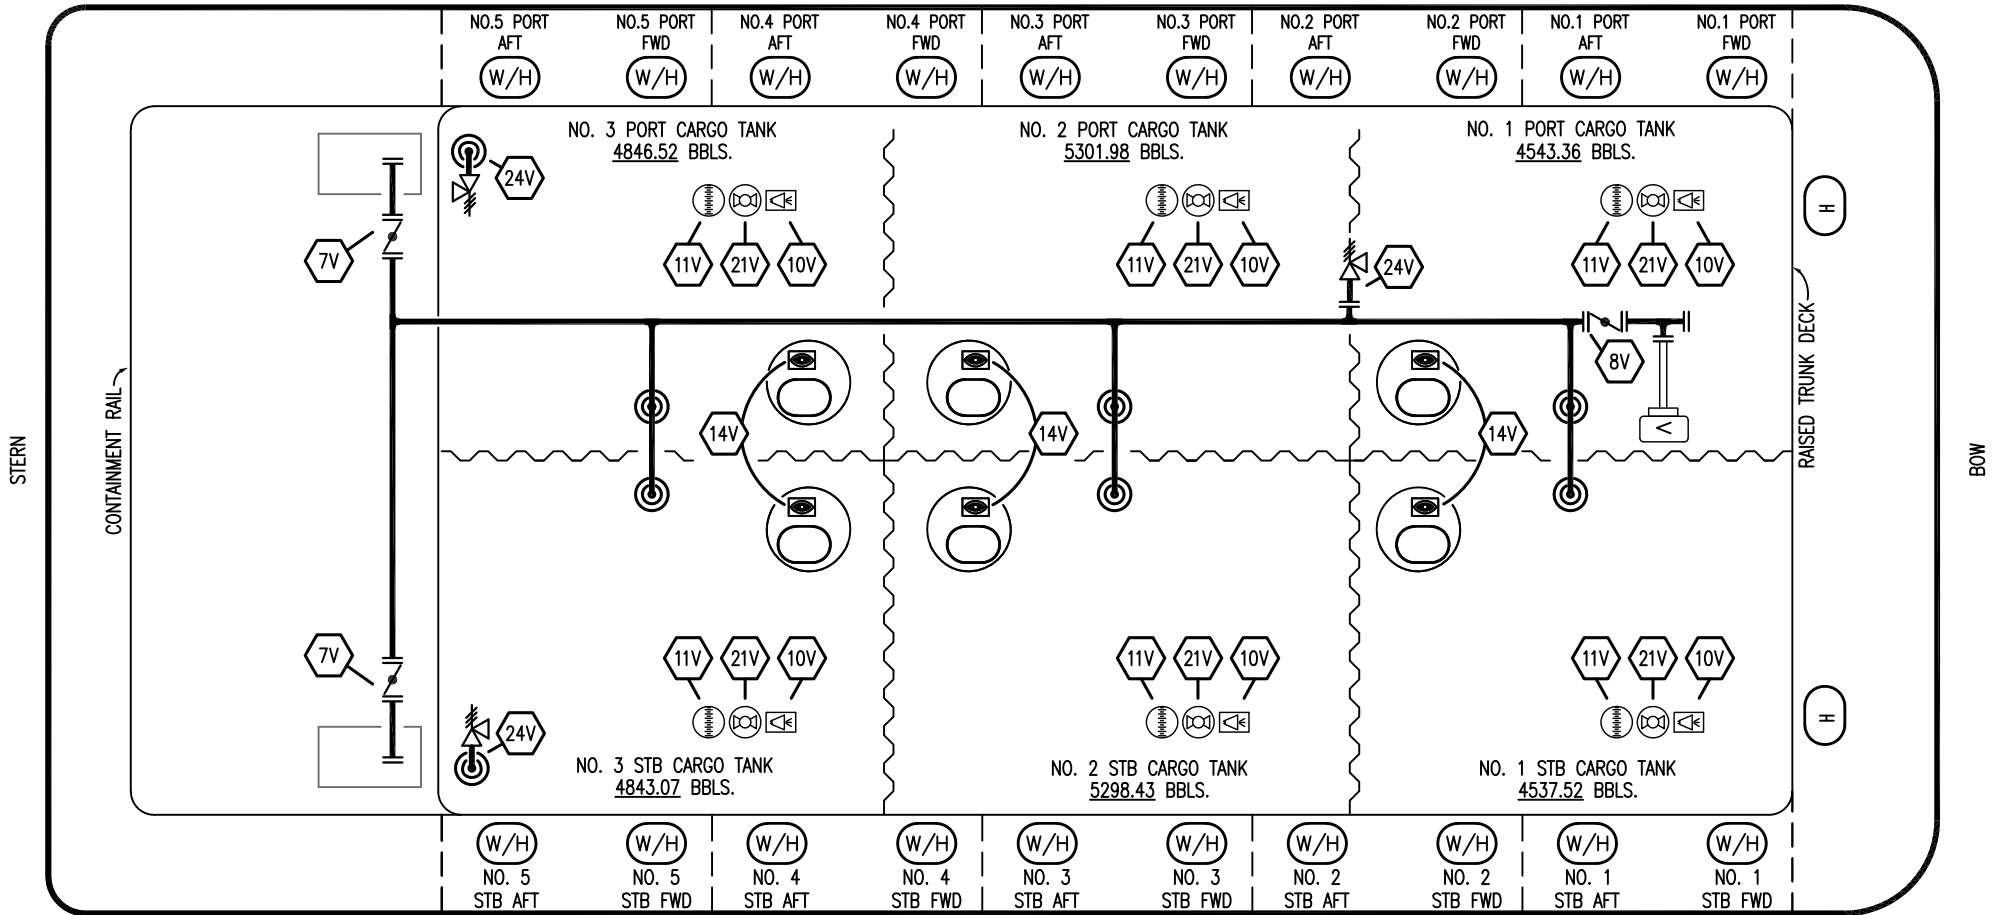 NO.5 PORT
AFT
NO.5 PORT
FWD
NO.4 PORT
AFT
NO.4 PORT
FWD
NO.3 PORT
AFT
NO.3 PORT
FWD
NO.2 PORT
AFT
NO.2 PORT
FWD
NO.1 PORT
AFT
NO.1 PORT
FWD
W/H
W/H
W/H
W/H
W/H
W/H
W/H
W/H
W/H
W/H
NO. 3 PORT CARGO TANK
4846.52 BBLS.
NO. 2 PORT CARGO TANK
5301.98 BBLS.
NO. 1 PORT CARGO TANK
4543.36 BBLS.
24V
H
7V
11V
21V
10V
11V
21V
10V
24V
11V
21V
10V
8V
STERN
CONTAINMENT RAIL
14V
14V
14V
V
RAISED TRUNK DECK
BOW
7V
11V
21V
10V
11V
21V
10V
11V
21V
10V
24V
H
NO. 3 STB CARGO TANK
4843.07 BBLS.
NO. 2 STB CARGO TANK
5298.43 BBLS.
NO. 1 STB CARGO TANK
4537.52 BBLS.
W/H
W/H
W/H
W/H
W/H
W/H
W/H
W/H
W/H
W/H
NO. 5
STB AFT
NO. 5
STB FWD
NO. 4
STB AFT
NO. 4
STB FWD
NO. 3
STB AFT
NO. 3
STB FWD
NO. 2
STB AFT
NO. 2
STB FWD
NO. 1
STB AFT
NO. 1
STB FWD